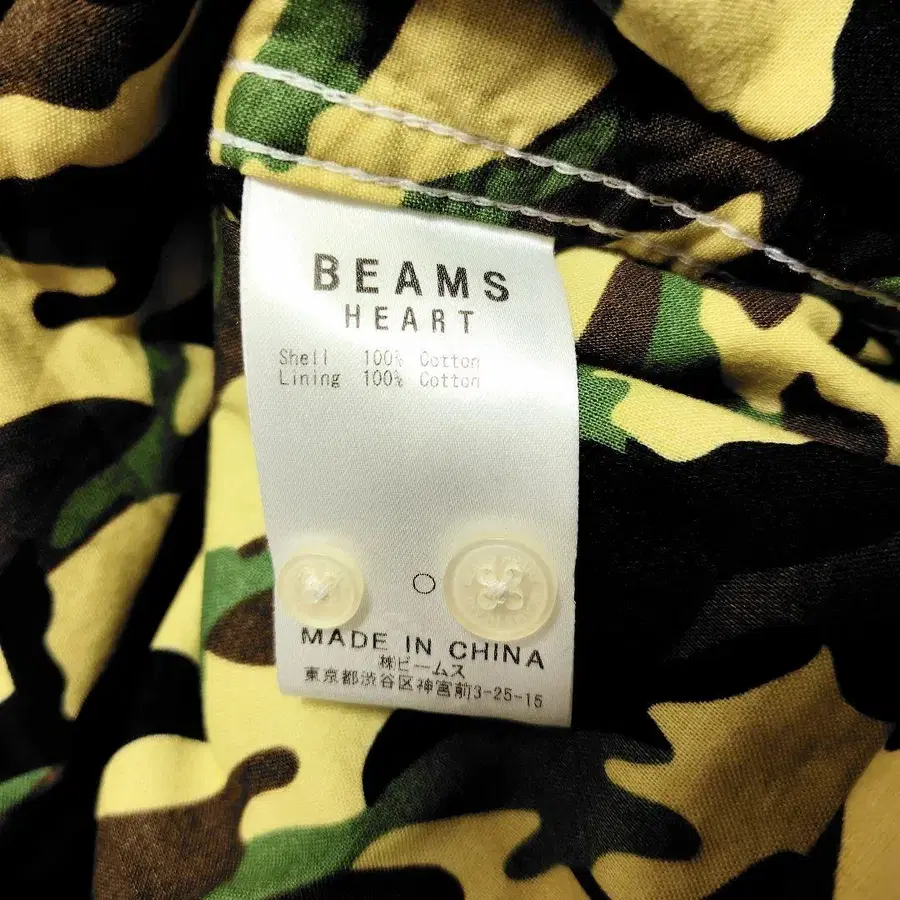 BEAMS
HEART
Shell 100% Cotton
Lining 100% Cotton
MADE IN CHINA
㈱ビームス
東京都渋谷区神宮前3-25-15